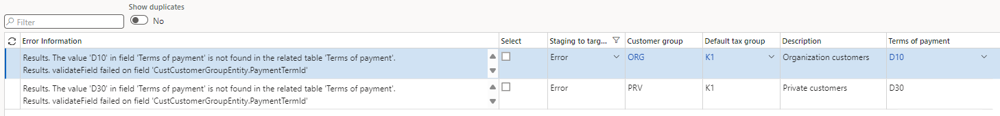 Show duplicates
Filter
No
Error Information Select Staging to targ... Customer group Default tax group Description Terms of payment
Results. The value 'D10' in field 'Terms of payment' is not found in the related table 'Terms of payment'. Error ORG K1 Organization customers D10
Results. validateField failed on field 'CustCustomerGroupEntity.PaymentTermId'
Results. The value 'D30' in field 'Terms of payment' is not found in the related table 'Terms of payment'. Error PRV K1 Private customers D30
Results. validateField failed on field 'CustCustomerGroupEntity.PaymentTermId'